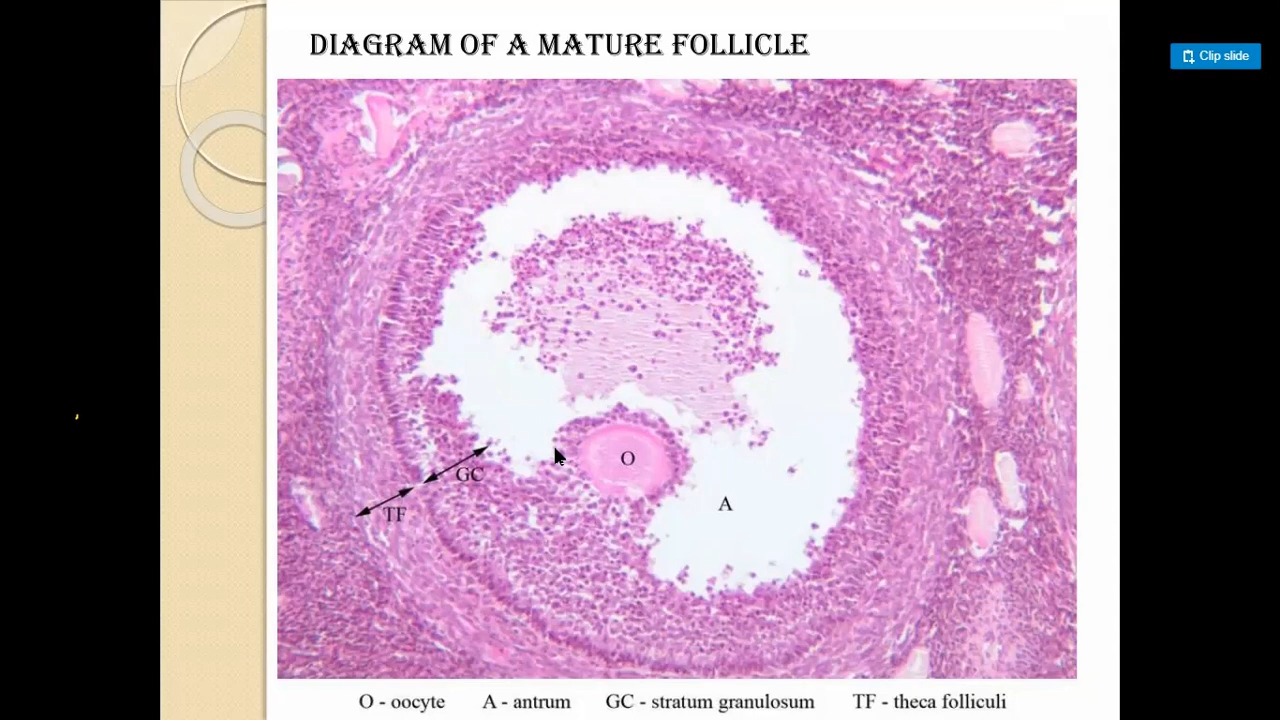 DIAGRAM OF A MATURE FOLLICLE
Clip slide
O
GC
A
TF
O - oocyte A - antrum GC - stratum granulosum TF - theca folliculi